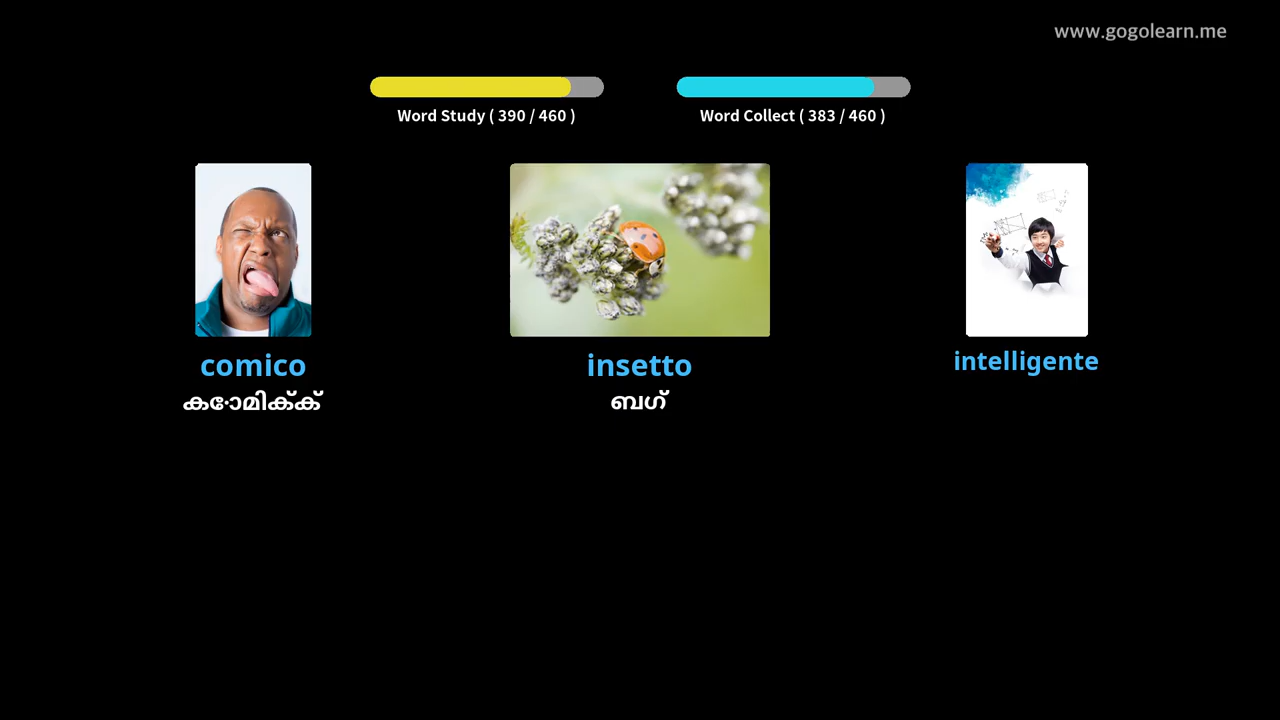 www.gogolearn.me
Word Study ( 390 / 460 )
Word Collect ( 383 / 460 )
comico
insetto
intelligente
കോമിക്ക്
ബഗ്